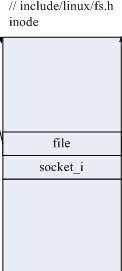 // include/linux/fs.h
inode
file
socket_i